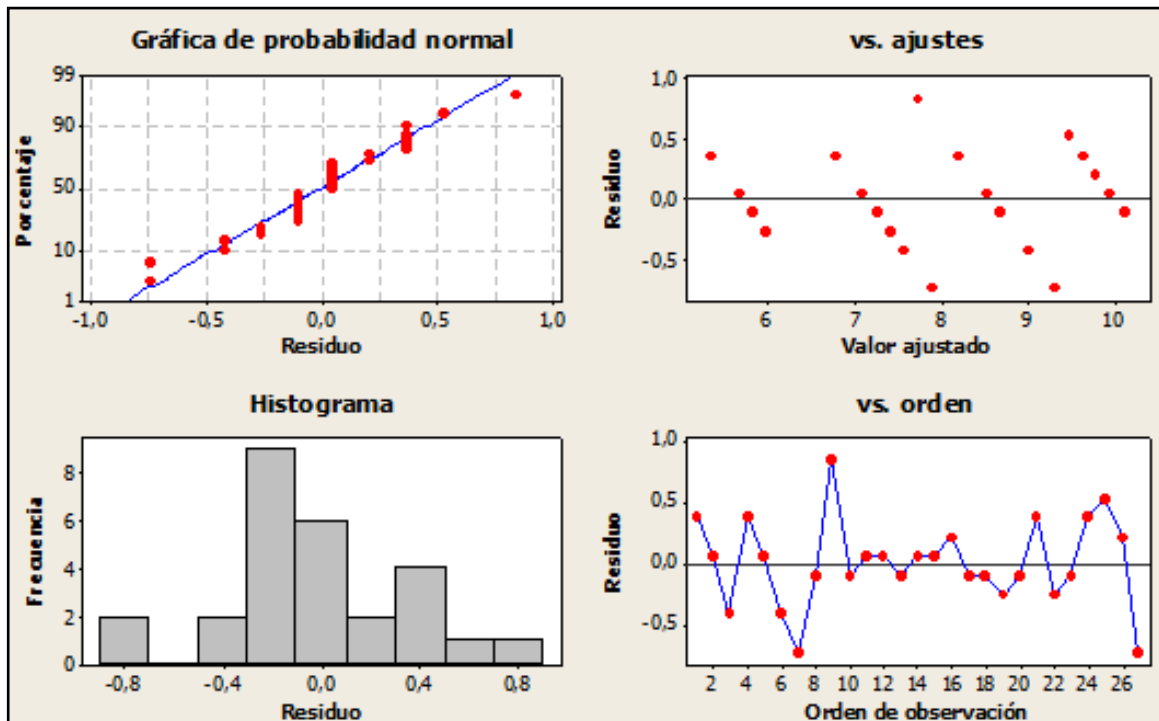 Gráfica de probabilidad normal
99
90
50
10
1
Porcentaje
-1,0 -0,5 0,0 0,5 1,0
Residuo
vs. ajustes
1,0
0,5
0,0
-0,5
Residuo
6 7 8 9 10
Valor ajustado
Histograma
8
6
4
2
0
Frecuencia
-0,8 -0,4 0,0 0,4 0,8
Residuo
vs. orden
1,0
0,5
0,0
-0,5
Residuo
2 4 6 8 10 12 14 16 18 20 22 24 26
Orden de observación